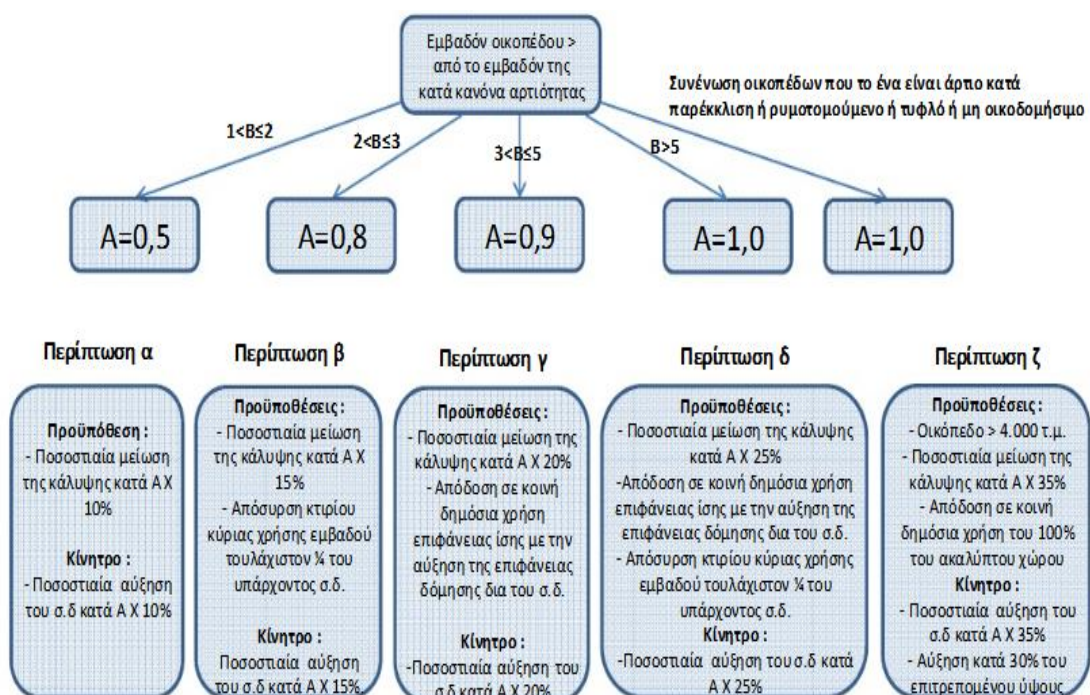 Εμβαδόν οικοπέδου >
από το εμβαδόν της
κατά κανόνα αρτιότητας
Συνένωση οικοπέδων που το ένα είναι άρτιο κατά
παρέκκλιση ή ρυμοτομούμενο ή τυφλό ή μη οικοδομήσιμο
1<B≤2
2<B≤3
3<B≤5
B>5
A=0,5
A=0,8
A=0,9
A=1,0
A=1,0
Περίπτωση α
Προϋπόθεση :
- Ποσοστιαία μείωση
της κάλυψης κατά Α Χ
10%
Κίνητρο :
- Ποσοστιαία αύξηση
του σ.δ κατά Α Χ 10%
Περίπτωση β
Προϋποθέσεις :
- Ποσοστιαία μείωση
της κάλυψης κατά Α Χ
15%
- Απόσυρση κτιρίου
κύριας χρήσης εμβαδού
τουλάχιστον ¼ του
υπάρχοντος σ.δ.
Κίνητρο :
Ποσοστιαία αύξηση
του σ.δ κατά Α Χ 15%
Περίπτωση γ
Προϋποθέσεις :
- Ποσοστιαία μείωση της
κάλυψης κατά Α Χ 20%
- Απόδοση σε κοινή
δημόσια χρήση
επιφάνειας ίσης με την
αύξηση της επιφάνειας
δόμησης δια του σ.δ.
Κίνητρο :
-Ποσοστιαία αύξηση του
σ.δ κατά Α Χ 20%
Περίπτωση δ
Προϋποθέσεις :
- Ποσοστιαία μείωση της κάλυψης
κατά Α Χ 25%
-Απόδοση σε κοινή δημόσια χρήση
επιφάνειας ίσης με την αύξηση της
επιφάνειας δόμησης δια του σ.δ.
- Απόσυρση κτιρίου κύριας χρήσης
εμβαδού τουλάχιστον ¼ του
υπάρχοντος σ.δ.
Κίνητρο :
-Ποσοστιαία αύξηση του σ.δ κατά
Α Χ 25%
Περίπτωση ζ
Προϋποθέσεις :
- Οικόπεδο > 4.000 τ.μ.
- Ποσοστιαία μείωση της
κάλυψης κατά Α Χ 35%
- Απόδοση σε κοινή
δημόσια χρήση του 100%
του ακαλύπτου χώρου
Κίνητρο :
- Ποσοστιαία αύξηση του
σ.δ κατά Α Χ 35%
- Αύξηση κατά 30% του
επιτρεπομένου ύψους